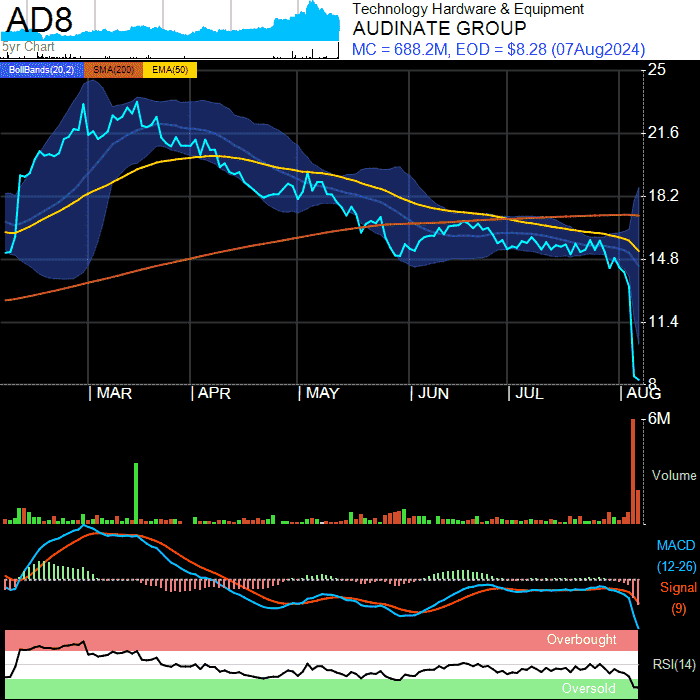 AD8
5yr Chart
Technology Hardware & Equipment
AUDINATE GROUP
MC = 688.2M, EOD = $8.28 (07Aug2024)
BollBands(20,2) SMA(200) EMA(50)
25
21.6
18.2
14.8
11.4
8
MAR APR MAY JUN JUL AUG
6M
Volume
MACD
(12-26)
Signal
(9)
Overbought
RSI(14)
Oversold